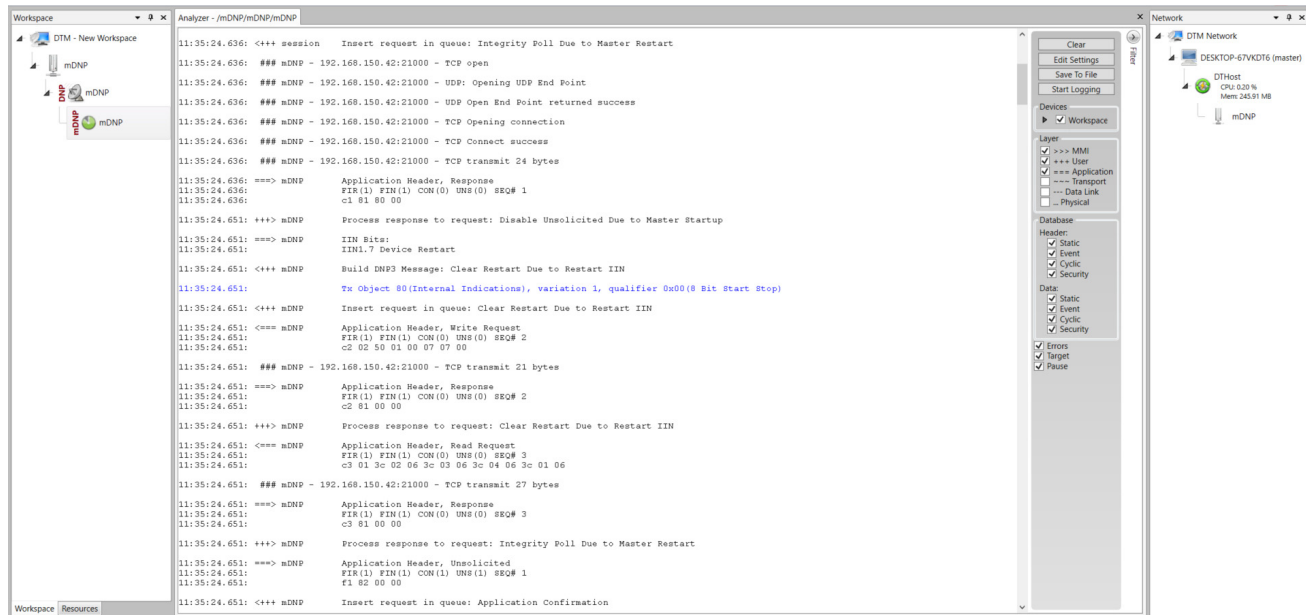 Workspace
DTM - New Workspace
mDNP
DNP mDNP
mDNP mDNP
Workspace Resources
Analyzer - /mDNP/mDNP/mDNP
11:35:24.636: <+++ session Insert request in queue: Integrity Poll Due to Master Restart
11:35:24.636: ### mDNP - 192.168.150.42:21000 - TCP open
11:35:24.636: ### mDNP - 192.168.150.42:21000 - UDP: Opening UDP End Point
11:35:24.636: ### mDNP - 192.168.150.42:21000 - UDP Open End Point returned success
11:35:24.636: ### mDNP - 192.168.150.42:21000 - TCP Opening connection
11:35:24.636: ### mDNP - 192.168.150.42:21000 - TCP Connect success
11:35:24.636: ### mDNP - 192.168.150.42:21000 - TCP transmit 24 bytes
11:35:24.636: ===> mDNP Application Header, Response
11:35:24.636: FIR(1) FIN(1) CON(0) UNS(0) SEQ# 1
11:35:24.636: c1 81 80 00
11:35:24.651: +++> mDNP Process response to request: Disable Unsolicited Due to Master Startup
11:35:24.651: ===> mDNP IIN Bits:
11:35:24.651: IIN1.7 Device Restart
11:35:24.651: <+++ mDNP Build DNP3 Message: Clear Restart Due to Restart IIN
11:35:24.651: Tx Object 80(Internal Indications), variation 1, qualifier 0x00(8 Bit Start Stop)
11:35:24.651: <+++ mDNP Insert request in queue: Clear Restart Due to Restart IIN
11:35:24.651: <=== mDNP Application Header, Write Request
11:35:24.651: FIR(1) FIN(1) CON(0) UNS(0) SEQ# 2
11:35:24.651: c2 02 50 01 00 07 07 00
11:35:24.651: ### mDNP - 192.168.150.42:21000 - TCP transmit 21 bytes
11:35:24.651: ===> mDNP Application Header, Response
11:35:24.651: FIR(1) FIN(1) CON(0) UNS(0) SEQ# 2
11:35:24.651: c2 81 00 00
11:35:24.651: +++> mDNP Process response to request: Clear Restart Due to Restart IIN
11:35:24.651: <=== mDNP Application Header, Read Request
11:35:24.651: FIR(1) FIN(1) CON(0) UNS(0) SEQ# 3
11:35:24.651: c3 01 3c 02 06 3c 03 06 3c 04 06 3c 01 06
11:35:24.651: ### mDNP - 192.168.150.42:21000 - TCP transmit 27 bytes
11:35:24.651: ===> mDNP Application Header, Response
11:35:24.651: FIR(1) FIN(1) CON(0) UNS(0) SEQ# 3
11:35:24.651: c3 81 00 00
11:35:24.651: +++> mDNP Process response to request: Integrity Poll Due to Master Restart
11:35:24.651: ===> mDNP Application Header, Unsolicited
11:35:24.651: FIR(1) FIN(1) CON(1) UNS(1) SEQ# 1
11:35:24.651: f1 82 00 00
11:35:24.651: <+++ mDNP Insert request in queue: Application Confirmation
Filter
Clear
Edit Settings
Save To File
Start Logging
Devices
Workspace
Layer
>>> MMI
+++ User
=== Application
~~~ Transport
--- Data Link
... Physical
Database
Header:
Static
Event
Cyclic
Security
Data:
Static
Event
Cyclic
Security
Errors
Target
Pause
Network
DTM Network
DESKTOP-67VKDT6 (master)
DTHost
CPU: 0.20 %
Mem: 245.91 MB
mDNP